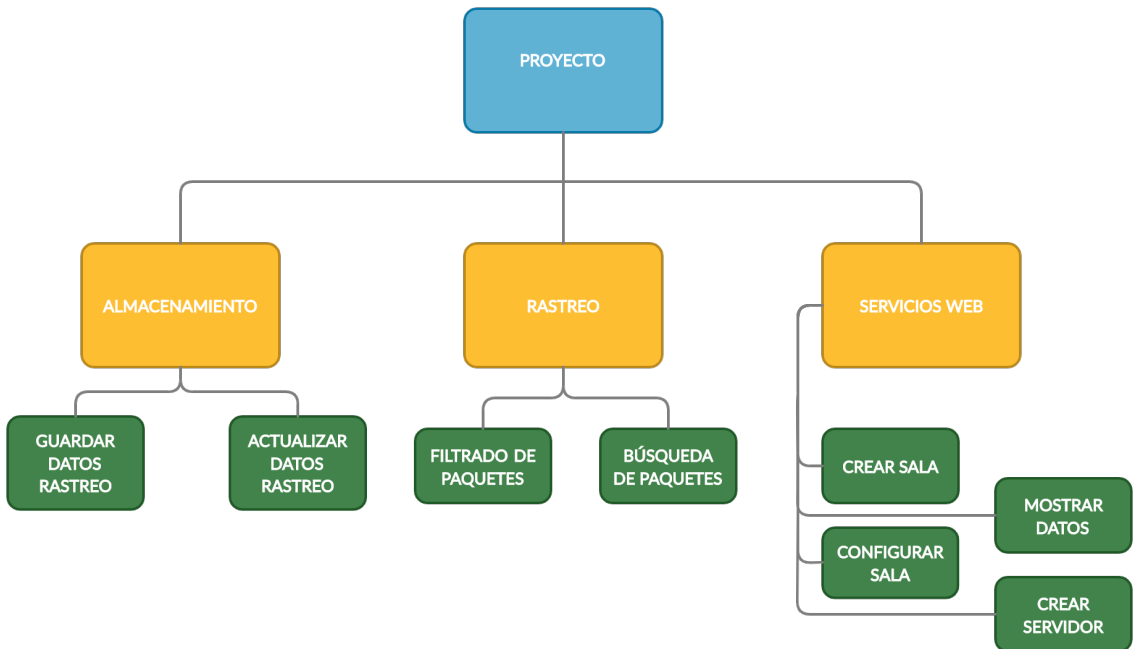 PROYECTO
ALMACENAMIENTO
RASTREO
SERVICIOS WEB
GUARDAR
DATOS
RASTREO
ACTUALIZAR
DATOS
RASTREO
FILTRADO DE
PAQUETES
BÚSQUEDA
DE PAQUETES
CREAR SALA
MOSTRAR
DATOS
CONFIGURAR
SALA
CREAR
SERVIDOR